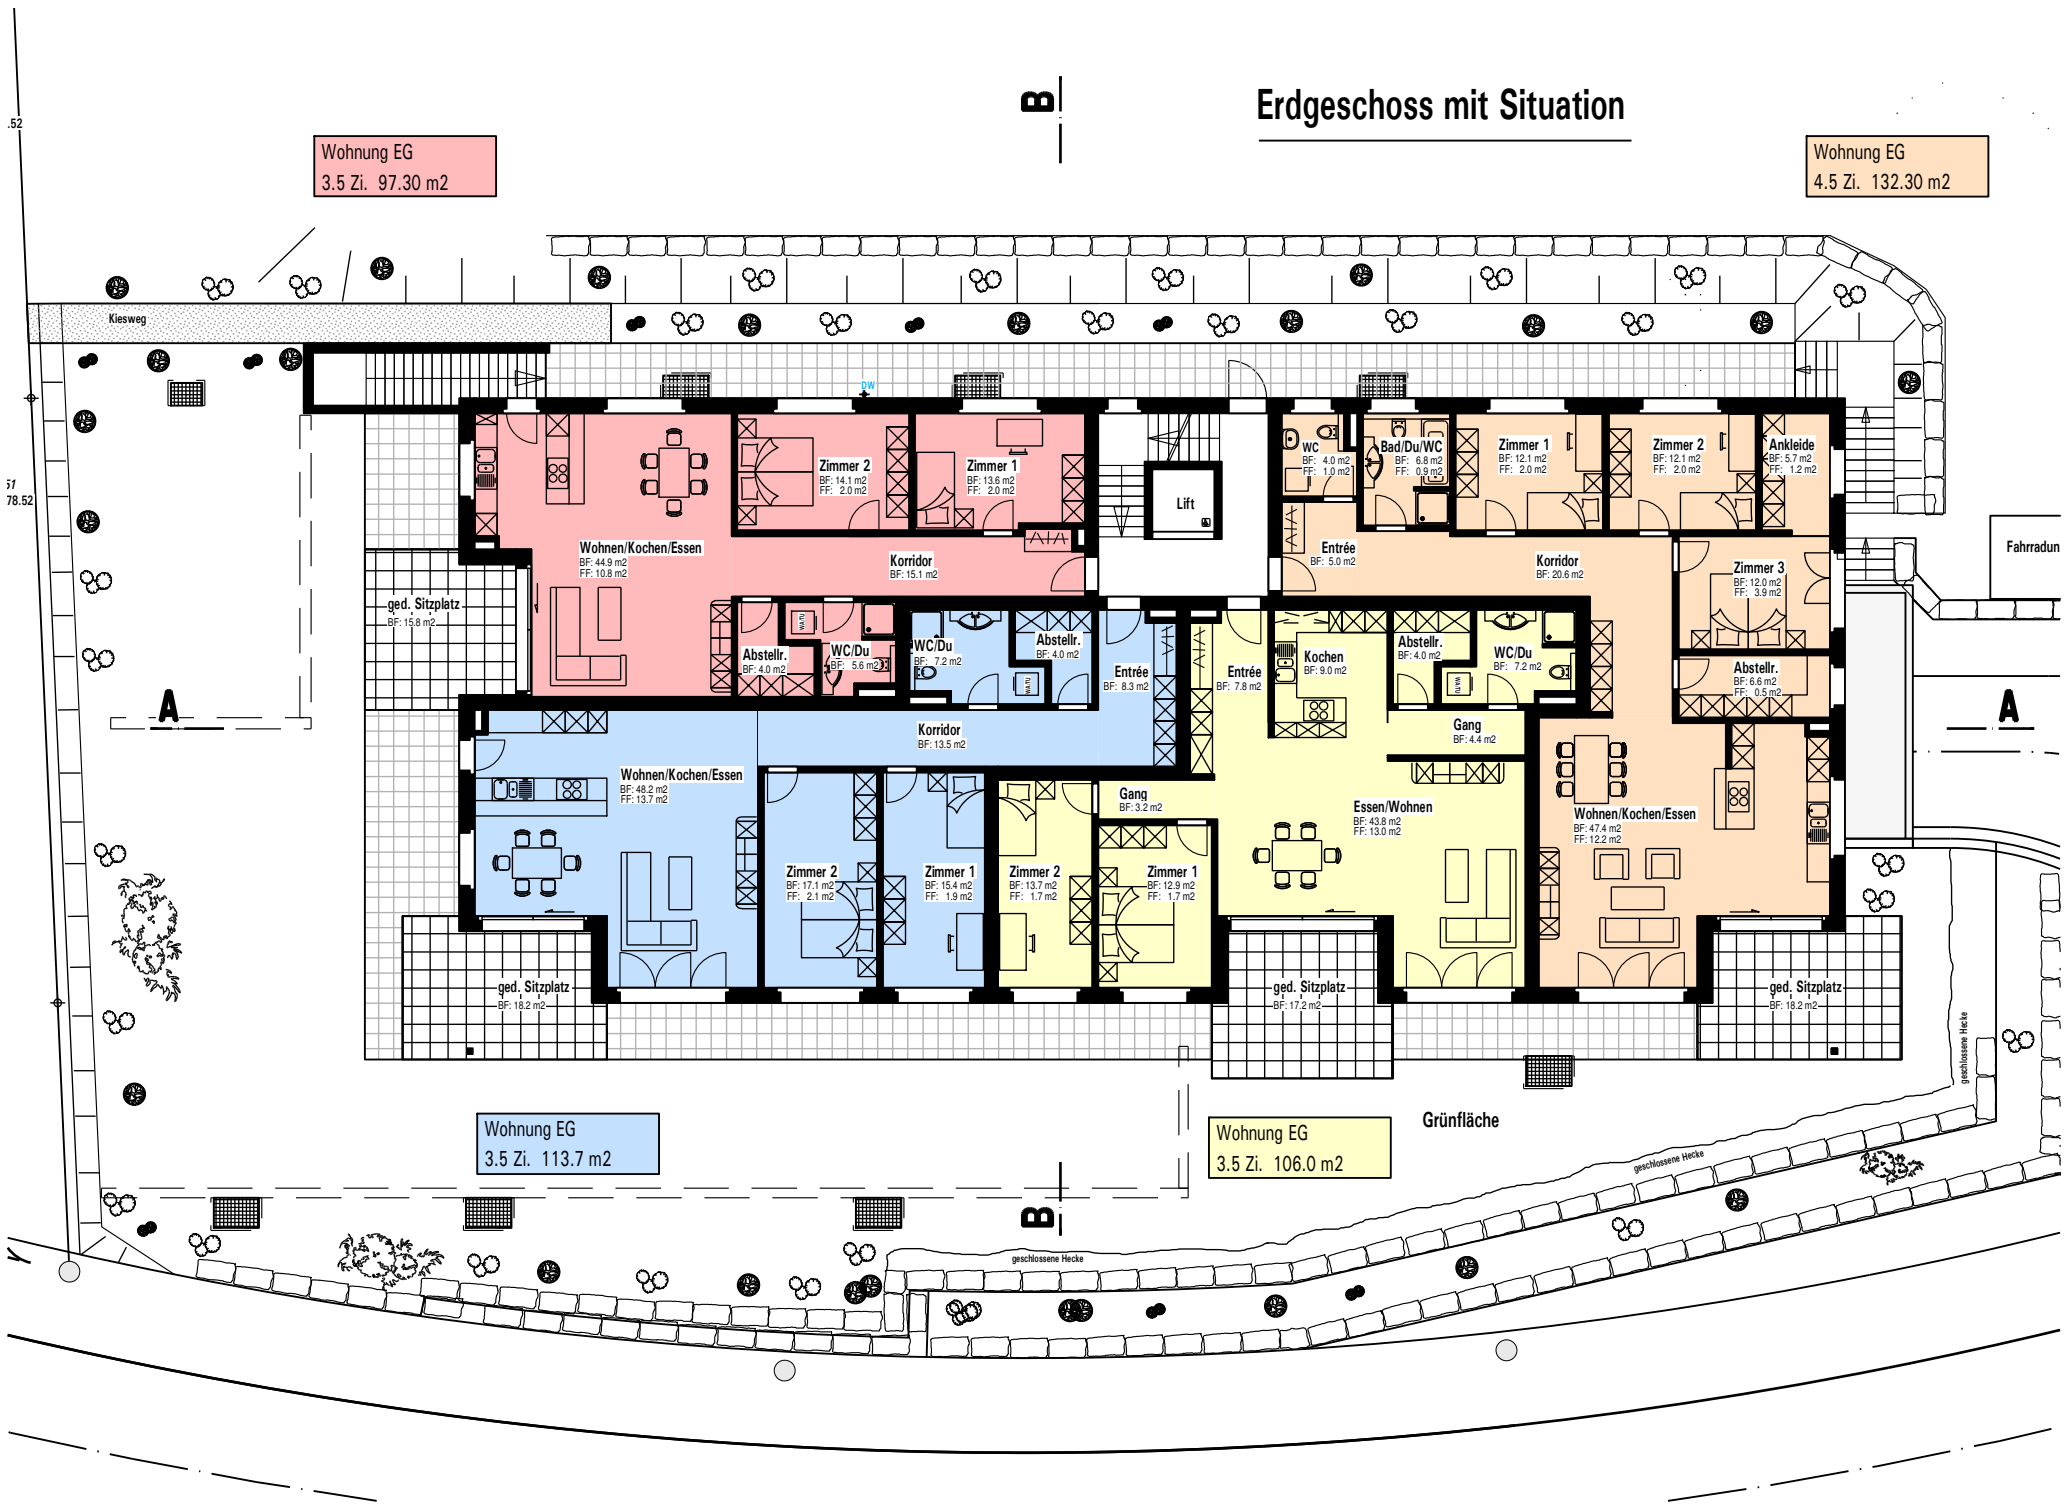 B
Erdgeschoss mit Situation
.52
Wohnung EG
3.5 Zi. 97.30 m2
Wohnung EG
4.5 Zi. 132.30 m2
Kiesweg
DW
51
78.52
Zimmer 2
BF: 14.1 m2
FF: 2.0 m2
Zimmer 1
BF: 13.6 m2
FF: 2.0 m2
Lift
WC
BF: 4.0 m2
FF: 1.0 m2
Bad/Du/WC
BF: 6.8 m2
FF: 0.9 m2
Zimmer 1
BF: 12.1 m2
FF: 2.0 m2
Zimmer 2
BF: 12.1 m2
FF: 2.0 m2
Ankleide
BF: 5.7 m2
FF: 1.2 m2
Wohnen/Kochen/Essen
BF: 44.9 m2
FF: 10.8 m2
Korridor
BF: 15.1 m2
Entrée
BF: 5.0 m2
Korridor
BF: 20.6 m2
Zimmer 3
BF: 12.0 m2
FF: 3.9 m2
Fahrradun
ged. Sitzplatz
BF: 15.8 m2
WA/TU
Abstellr.
BF: 4.0 m2
WC/Du
BF: 5.6 m2
WC/Du
BF: 7.2 m2
Abstellr.
BF: 4.0 m2
WA/TU
Entrée
BF: 8.3 m2
Entrée
BF: 7.8 m2
Kochen
BF: 9.0 m2
Abstellr.
BF: 4.0 m2
WA/TU
WC/Du
BF: 7.2 m2
Abstellr.
BF: 6.6 m2
FF: 0.5 m2
A
A
Korridor
BF: 13.5 m2
Gang
BF: 4.4 m2
Wohnen/Kochen/Essen
BF: 48.2 m2
FF: 13.7 m2
Gang
BF: 3.2 m2
Essen/Wohnen
BF: 43.8 m2
FF: 13.0 m2
Wohnen/Kochen/Essen
BF: 47.4 m2
FF: 12.2 m2
Zimmer 2
BF: 17.1 m2
FF: 2.1 m2
Zimmer 1
BF: 15.4 m2
FF: 1.9 m2
Zimmer 2
BF: 13.7 m2
FF: 1.7 m2
Zimmer 1
BF: 12.9 m2
FF: 1.7 m2
ged. Sitzplatz
BF: 18.2 m2
ged. Sitzplatz
BF: 17.2 m2
ged. Sitzplatz
BF: 18.2 m2
geschlossene Hecke
Wohnung EG
3.5 Zi. 113.7 m2
Wohnung EG
3.5 Zi. 106.0 m2
Grünfläche
geschlossene Hecke
B
geschlossene Hecke